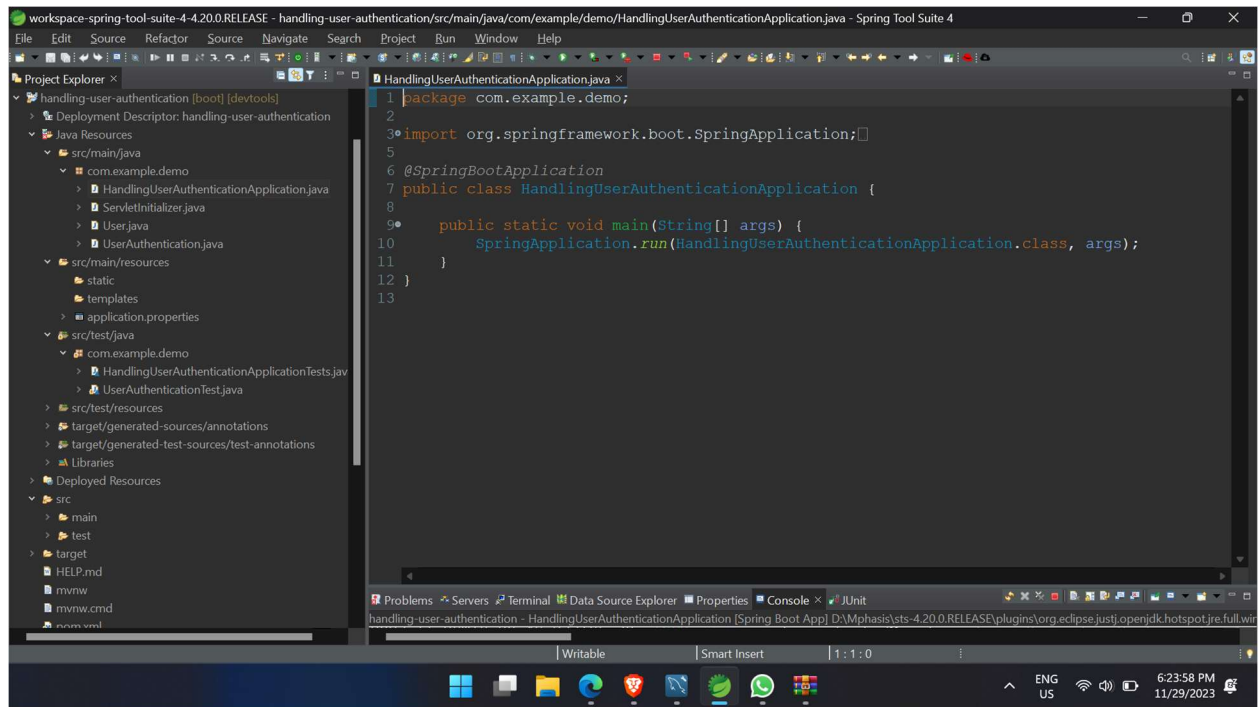 workspace-spring-tool-suite-4-4.20.0.RELEASE - handling-user-authentication/src/main/java/com/example/demo/HandlingUserAuthenticationApplication.java - Spring Tool Suite 4
File Edit Source Refactor Source Navigate Search Project Run Window Help
Project Explorer
handling-user-authentication [boot] [devtools]
Deployment Descriptor: handling-user-authentication
Java Resources
src/main/java
com.example.demo
HandlingUserAuthenticationApplication.java
ServletInitializer.java
User.java
UserAuthentication.java
src/main/resources
static
templates
application.properties
src/test/java
com.example.demo
HandlingUserAuthenticationApplicationTests.jav
UserAuthenticationTest.java
src/test/resources
target/generated-sources/annotations
target/generated-test-sources/test-annotations
Libraries
Deployed Resources
src
main
test
target
HELP.md
mvnw
mvnw.cmd
pom.xml
HandlingUserAuthenticationApplication.java
1 package com.example.demo;
2
3 import org.springframework.boot.SpringApplication;
5
6 @SpringBootApplication
7 public class HandlingUserAuthenticationApplication {
8
9 public static void main(String[] args) {
10 SpringApplication.run(HandlingUserAuthenticationApplication.class, args);
11 }
12 }
13
Problems Servers Terminal Data Source Explorer Properties Console JUnit
handling-user-authentication - HandlingUserAuthenticationApplication [Spring Boot App] D:\Mphasis\sts-4.20.0.RELEASE\plugins\org.eclipse.justj.openjdk.hotspot.jre.full.wir
Writable Smart Insert 1 : 1 : 0
ENG
US
6:23:58 PM
11/29/2023